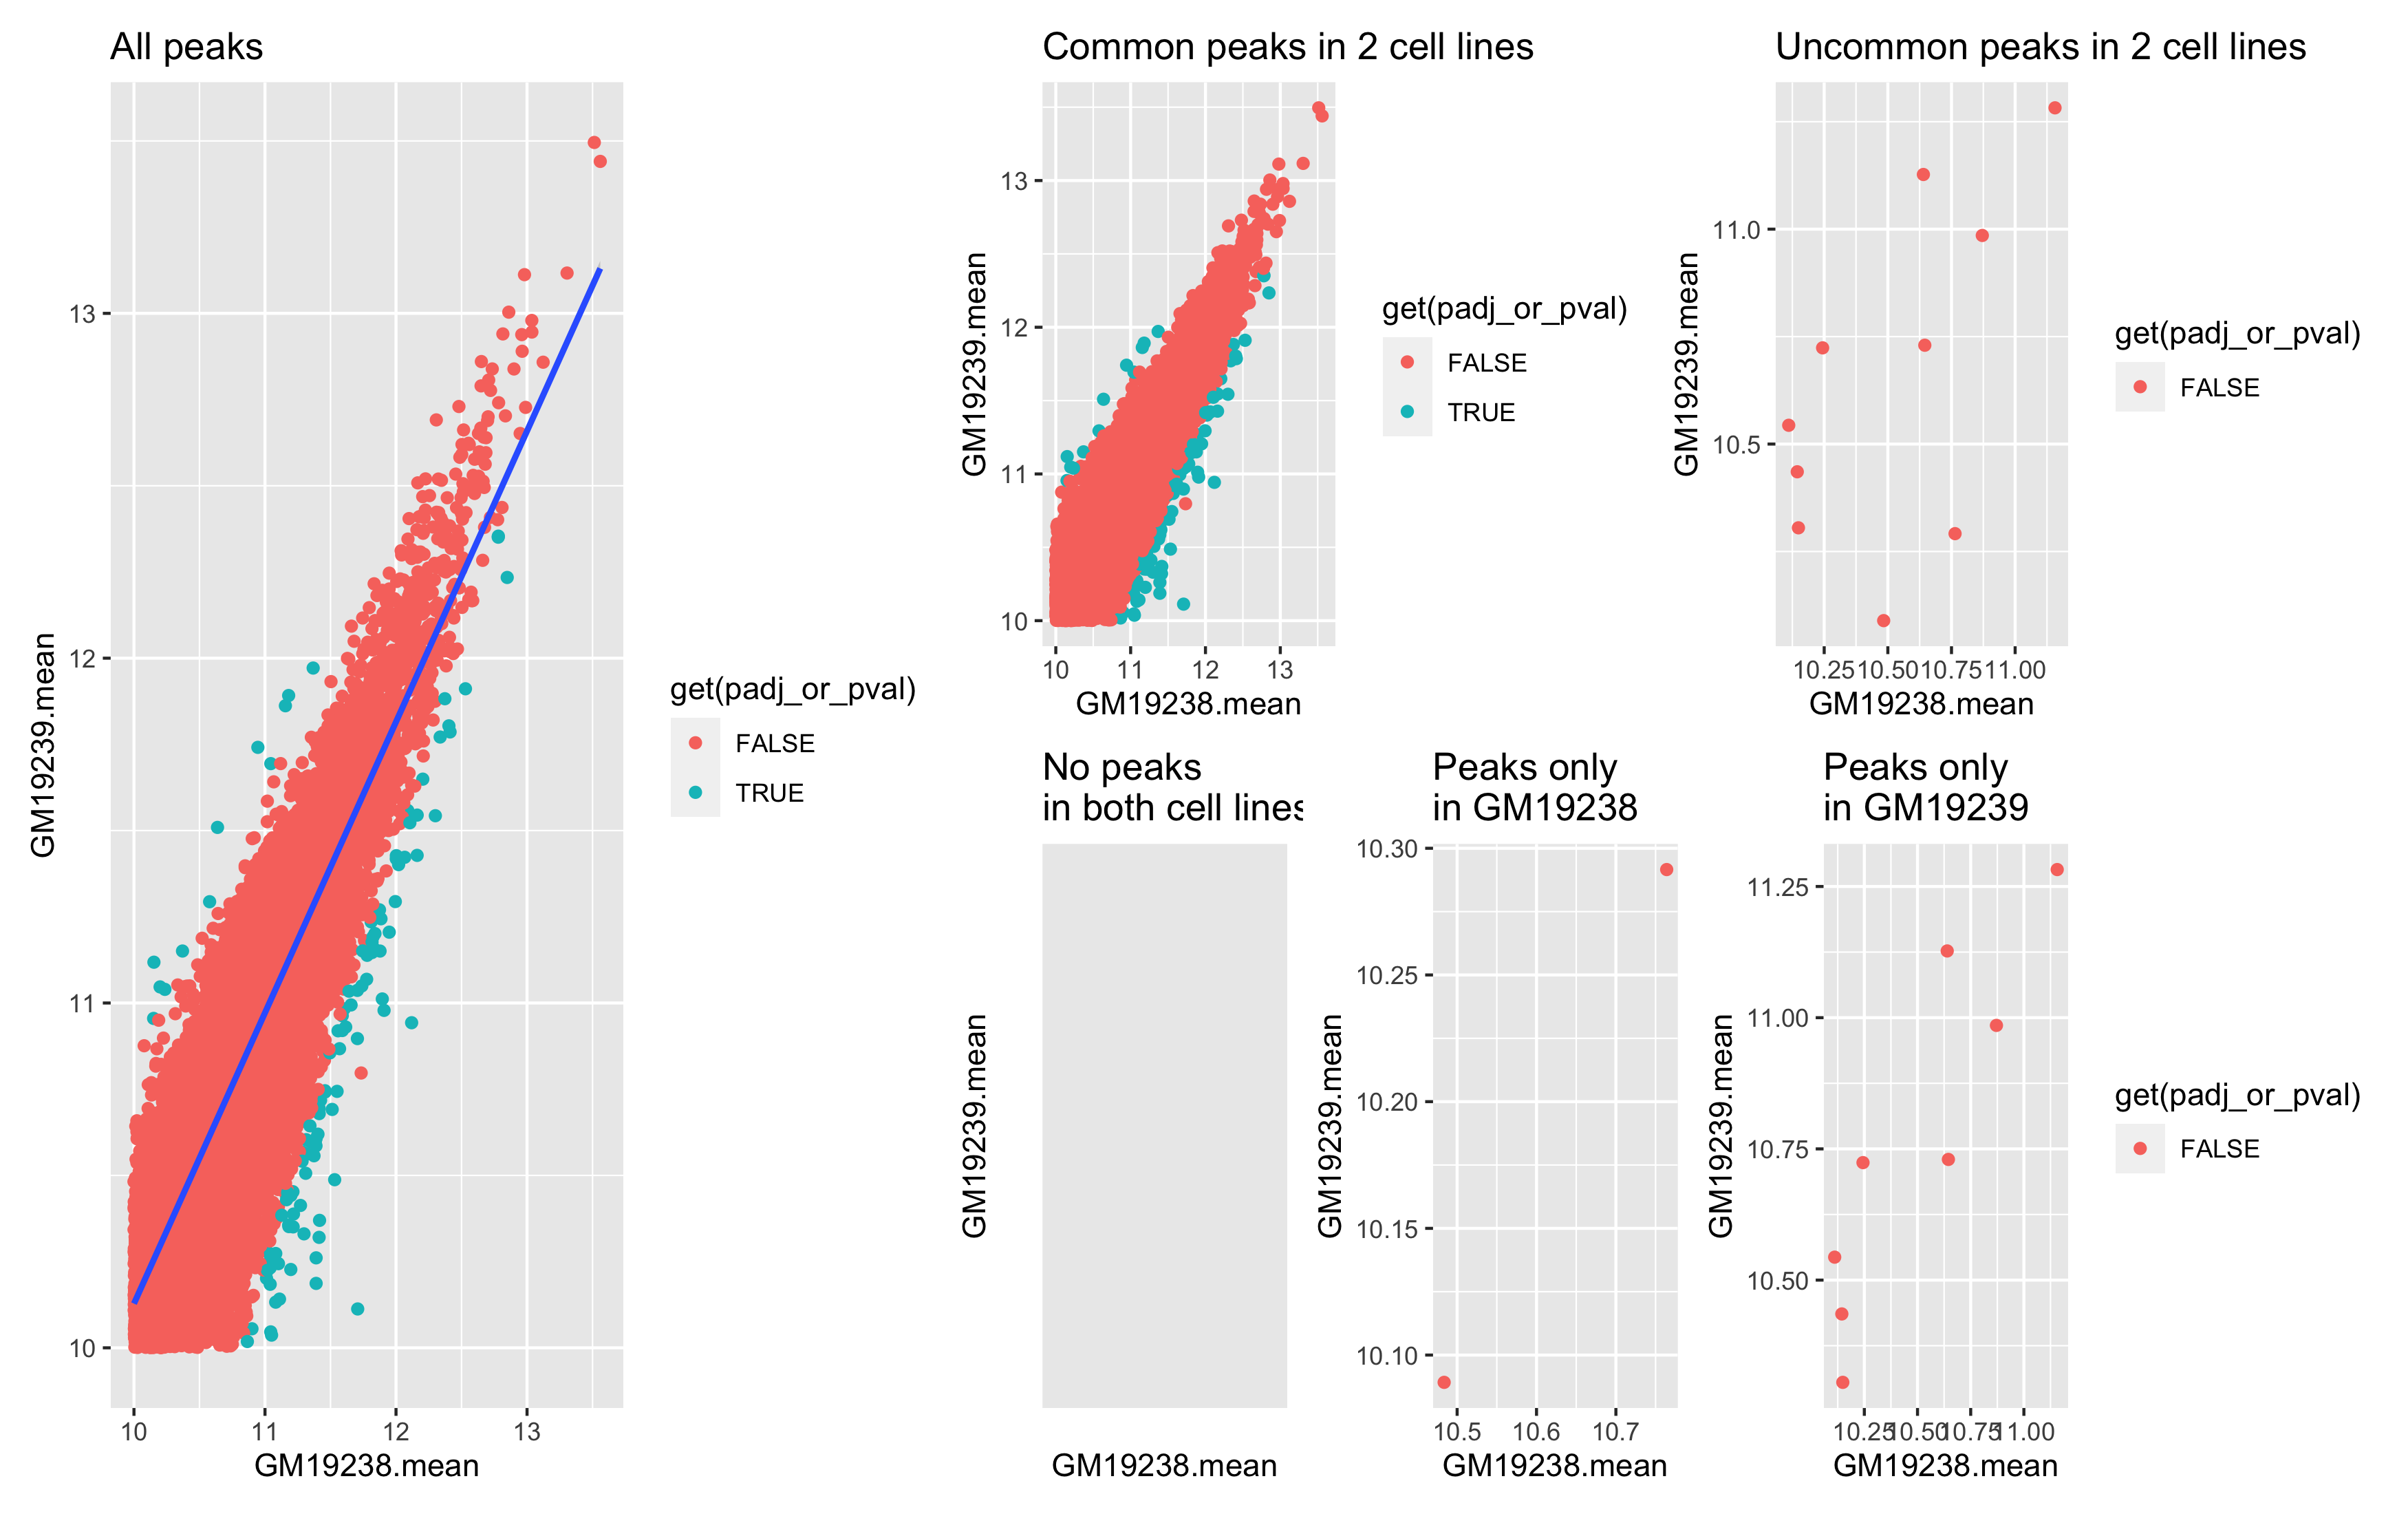 All peaks
GM19239.mean
13
12
11
10
10 11 12 13
GM19238.mean
get(padj_or_pval)
FALSE
TRUE
Common peaks in 2 cell lines
GM19239.mean
13
12
11
10
10 11 12 13
GM19238.mean
get(padj_or_pval)
FALSE
TRUE
Uncommon peaks in 2 cell lines
GM19239.mean
11.0
10.5
10.25 10.50 10.75 11.00
GM19238.mean
get(padj_or_pval)
FALSE
No peaks
in both cell lines
GM19239.mean
GM19238.mean
Peaks only
in GM19238
GM19239.mean
10.30
10.25
10.20
10.15
10.10
10.5 10.6 10.7
GM19238.mean
Peaks only
in GM19239
GM19239.mean
11.25
11.00
10.75
10.50
10.25 10.50 10.75 11.00
GM19238.mean
get(padj_or_pval)
FALSE